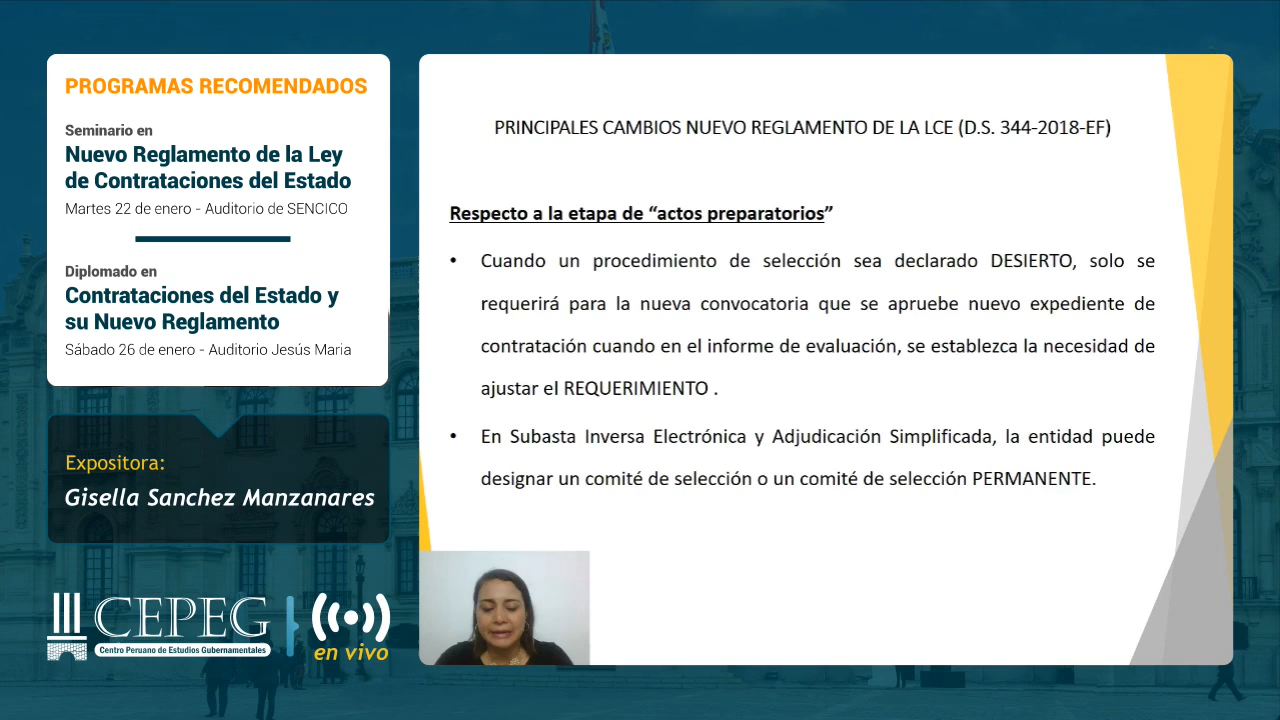 PROGRAMAS RECOMENDADOS
Seminario en
Nuevo Reglamento de la Ley
de Contrataciones del Estado
Martes 22 de enero - Auditorio de SENCICO
Diplomado en
Contrataciones del Estado y
su Nuevo Reglamento
Sábado 26 de enero - Auditorio Jesús Maria
Expositora:
Gisella Sanchez Manzanares
CEPEG
Centro Peruano de Estudios Gubernamentales
en vivo
PRINCIPALES CAMBIOS NUEVO REGLAMENTO DE LA LCE (D.S. 344-2018-EF)
Respecto a la etapa de “actos preparatorios”
• Cuando un procedimiento de selección sea declarado DESIERTO, solo se
requerirá para la nueva convocatoria que se apruebe nuevo expediente de
contratación cuando en el informe de evaluación, se establezca la necesidad de
ajustar el REQUERIMIENTO .
• En Subasta Inversa Electrónica y Adjudicación Simplificada, la entidad puede
designar un comité de selección o un comité de selección PERMANENTE.